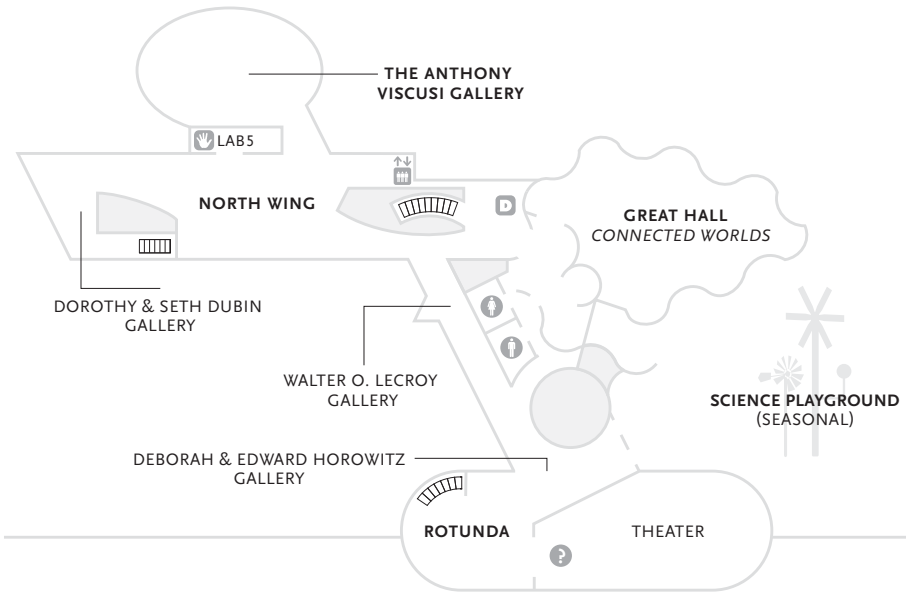 THE ANTHONY
VISCUSI GALLERY
LAB5
NORTH WING
D
GREAT HALL
CONNECTED WORLDS
DOROTHY & SETH DUBIN
GALLERY
WALTER O. LECROY
GALLERY
SCIENCE PLAYGROUND
(SEASONAL)
DEBORAH & EDWARD HOROWITZ
GALLERY
ROTUNDA
THEATER
?